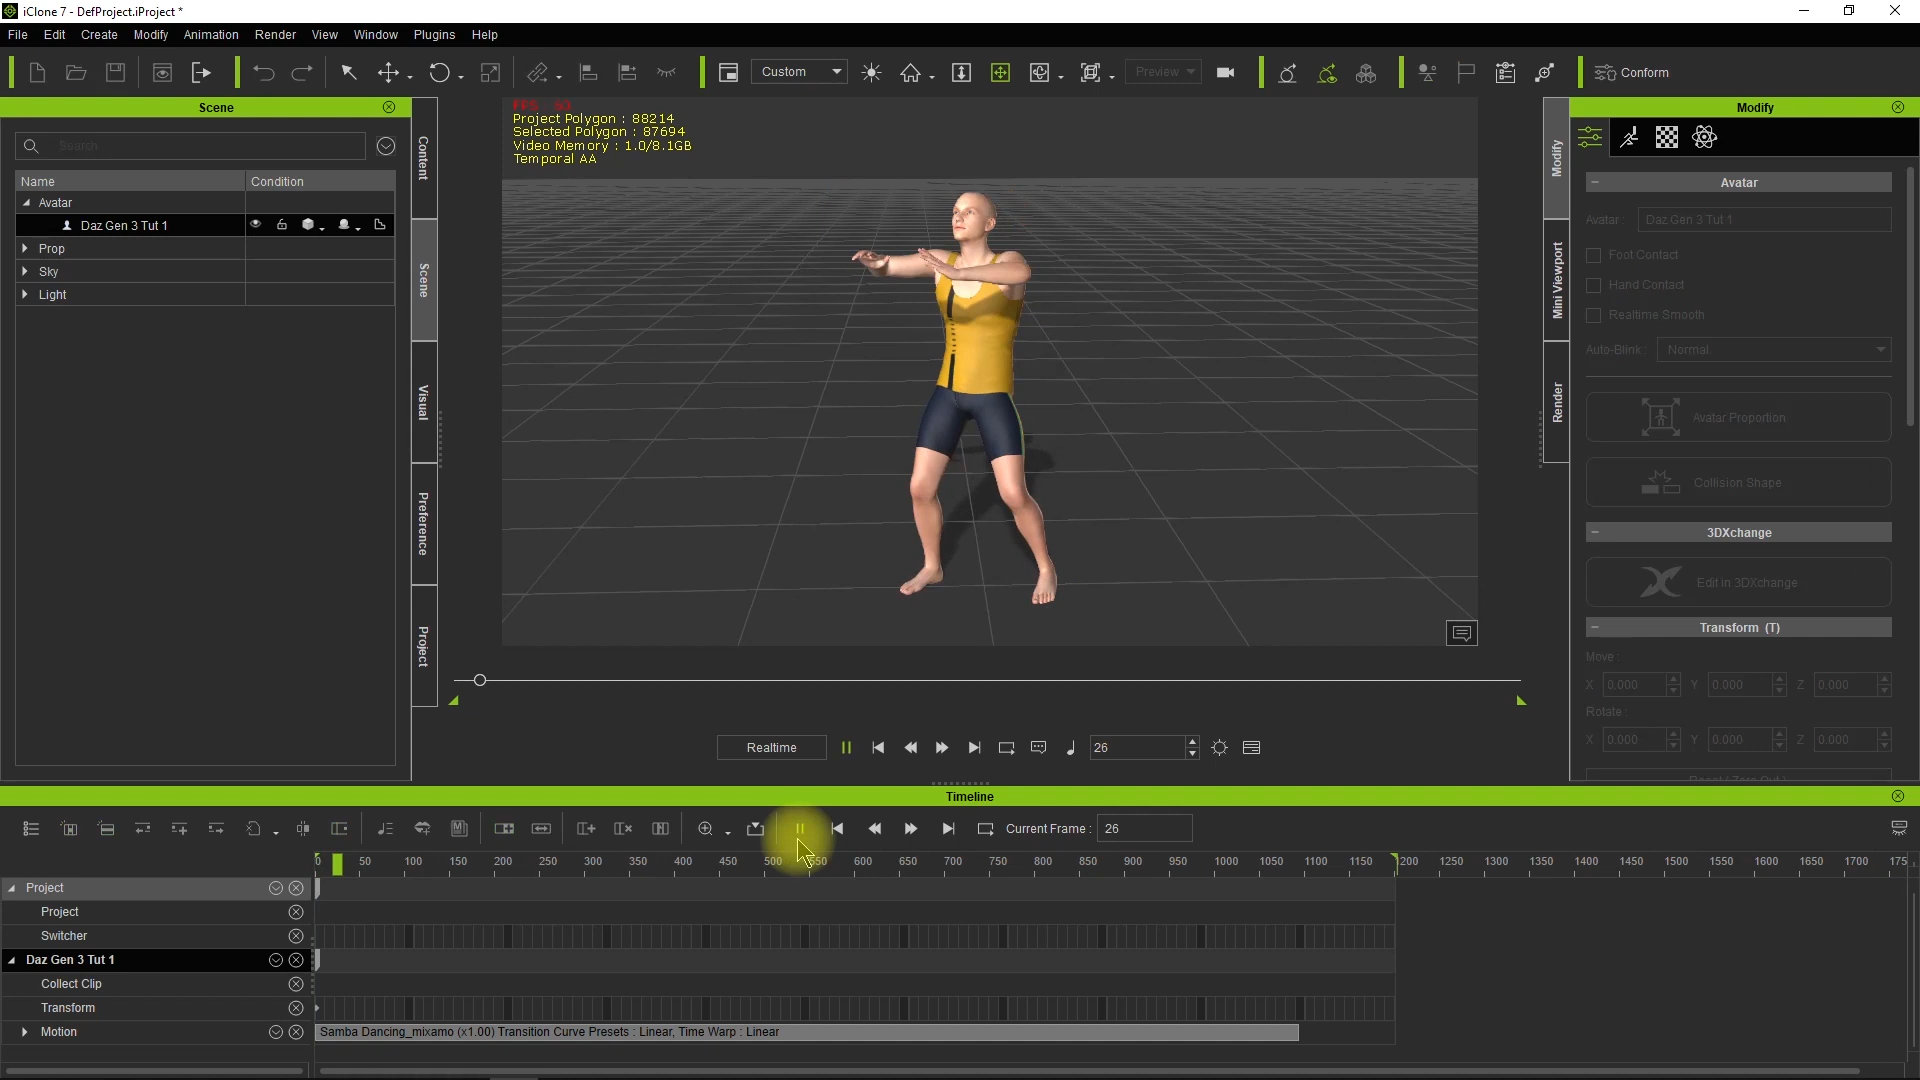 iClone 7 - DefProject.iProject *
File Edit Create Modify Animation Render View Window Plugins Help
Custom Preview Conform
Scene
Search
Name Condition
Avatar
Daz Gen 3 Tut 1
Prop
Sky
Light
Content
Scene
Visual
Preference
Project
FPS : 60
Project Polygon : 88214
Selected Polygon : 87694
Video Memory : 1.0/8.1GB
Temporal AA
Modify
Mini Viewport
Render
Modify
Avatar
Avatar : Daz Gen 3 Tut 1
Foot Contact
Hand Contact
Realtime Smooth
Auto-Blink : Normal
Avatar Proportion
Collision Shape
3DXchange
Edit in 3DXchange
Transform (T)
Move :
X 0.000 Y 0.000 Z 0.000
Rotate :
X 0.000 Y 0.000 Z 0.000
Reset ( Zero Out )
Realtime 26
Timeline
Current Frame : 26
0 50 100 150 200 250 300 350 400 450 500 550 600 650 700 750 800 850 900 950 1000 1050 1100 1150 1200 1250 1300 1350 1400 1450 1500 1550 1600 1650 1700 175
Project
Project
Switcher
Daz Gen 3 Tut 1
Collect Clip
Transform
Motion
Samba Dancing_mixamo (x1.00) Transition Curve Presets : Linear, Time Warp : Linear